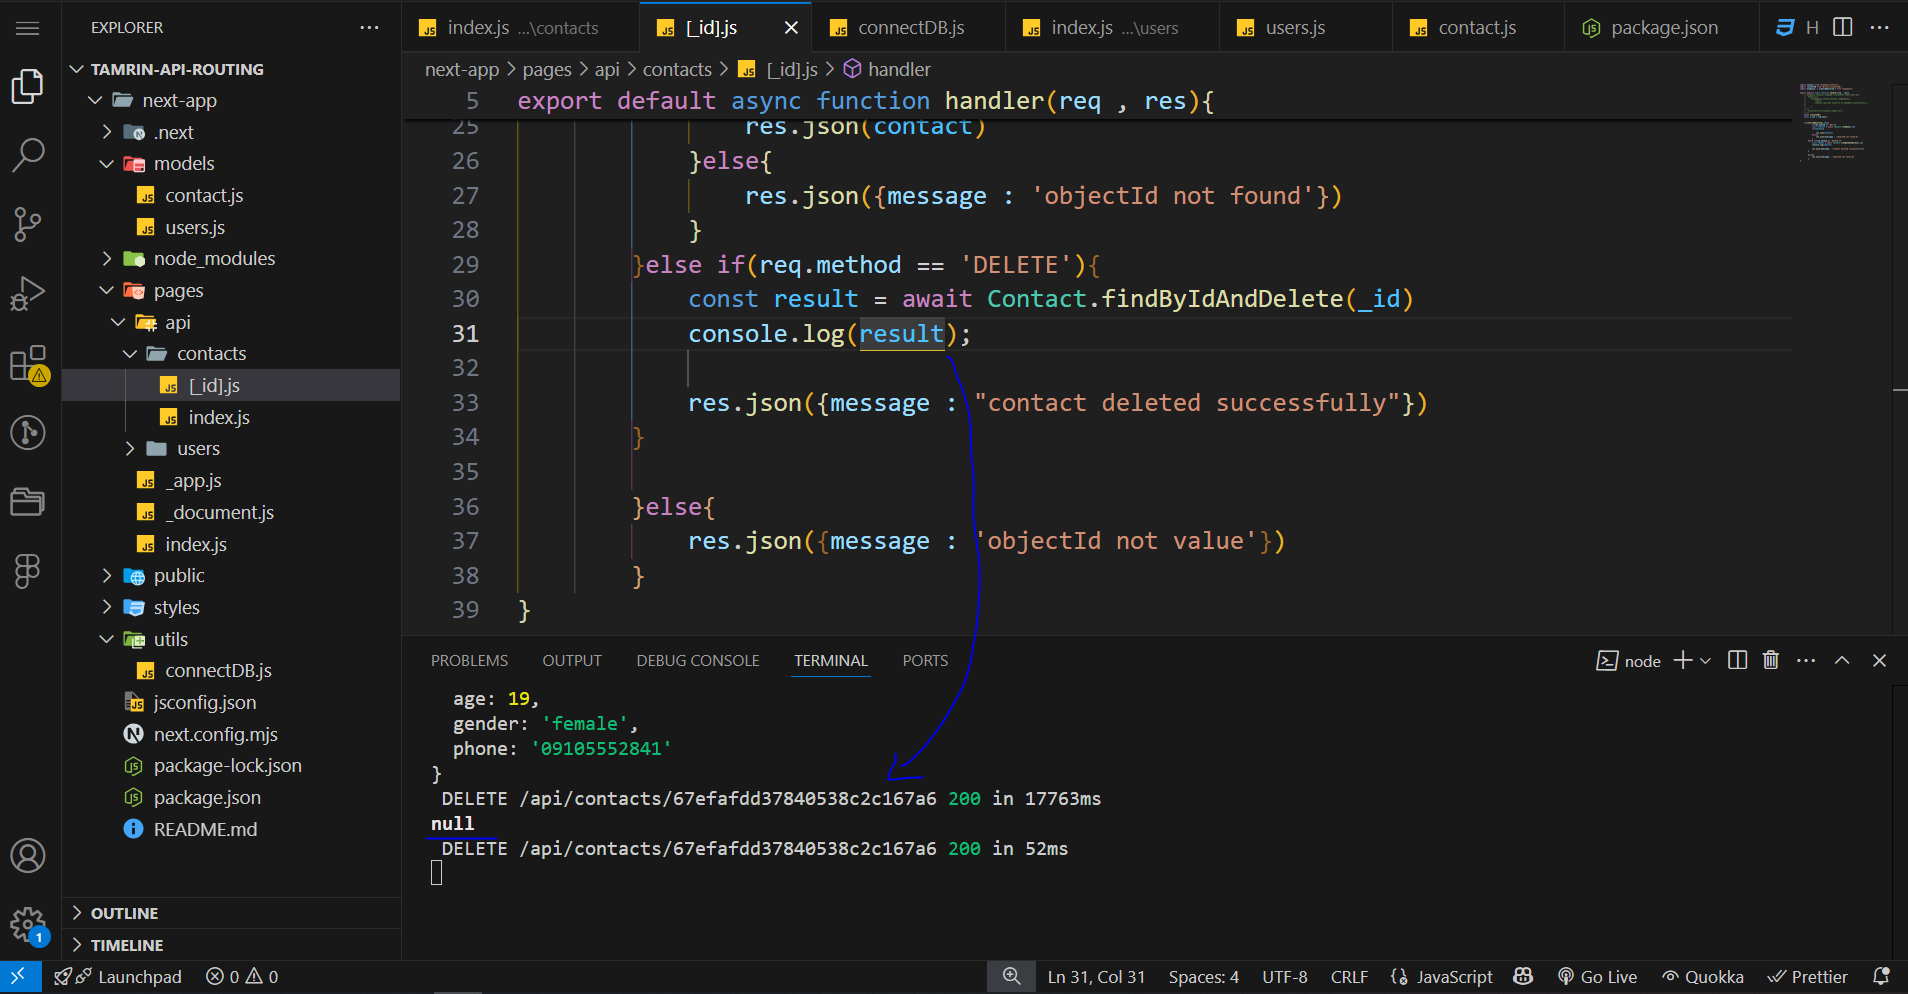 EXPLORER
TAMRIN-API-ROUTING
next-app
.next
models
contact.js
users.js
node_modules
pages
api
contacts
[_id].js
index.js
users
_app.js
_document.js
index.js
public
styles
utils
connectDB.js
jsconfig.json
next.config.mjs
package-lock.json
package.json
README.md
OUTLINE
TIMELINE
index.js ...\contacts
[_id].js
connectDB.js
index.js ...\users
users.js
contact.js
package.json
H
next-app > pages > api > contacts > [_id].js > handler
5 export default async function handler(req , res){
25 res.json(contact)
26 }else{
27 res.json({message : 'objectId not found'})
28 }
29 }else if(req.method == 'DELETE'){
30 const result = await Contact.findByIdAndDelete(_id)
31 console.log(result);
32
33 res.json({message : "contact deleted successfully"})
34 }
35
36 }else{
37 res.json({message : 'objectId not value'})
38 }
39 }
PROBLEMS OUTPUT DEBUG CONSOLE TERMINAL PORTS
node
age: 19,
gender: 'female',
phone: '09105552841'
}
DELETE /api/contacts/67efafdd37840538c2c167a6 200 in 17763ms
null
DELETE /api/contacts/67efafdd37840538c2c167a6 200 in 52ms
1
Launchpad 0 0 Ln 31, Col 31 Spaces: 4 UTF-8 CRLF JavaScript Go Live Quokka Prettier